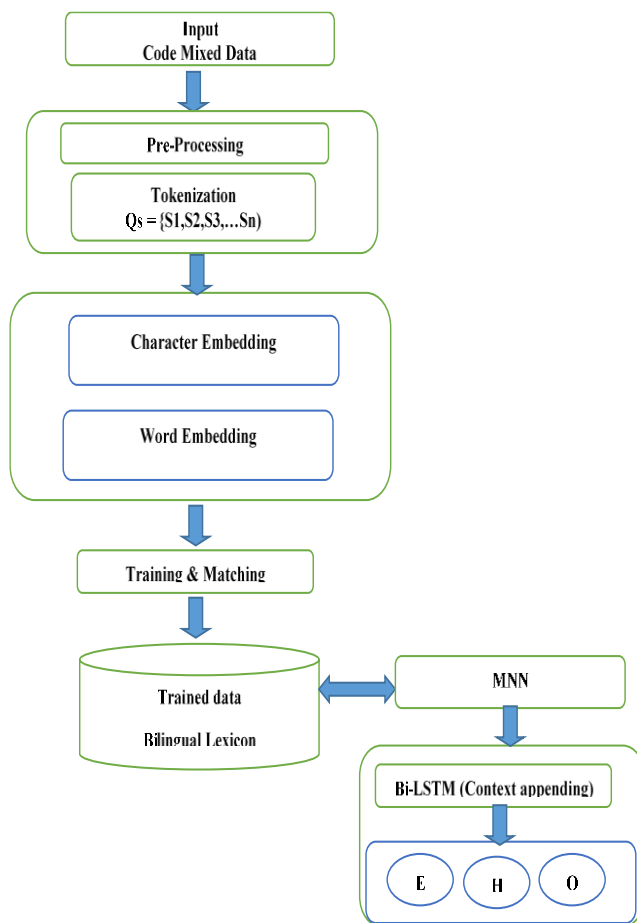 Input
Code Mixed Data
Pre-Processing
Tokenization
Qs = {S1,S2,S3,…Sn)
Character Embedding
Word Embedding
Training & Matching
Trained data
Bilingual Lexicon
MNN
Bi-LSTM (Context appending)
E H O